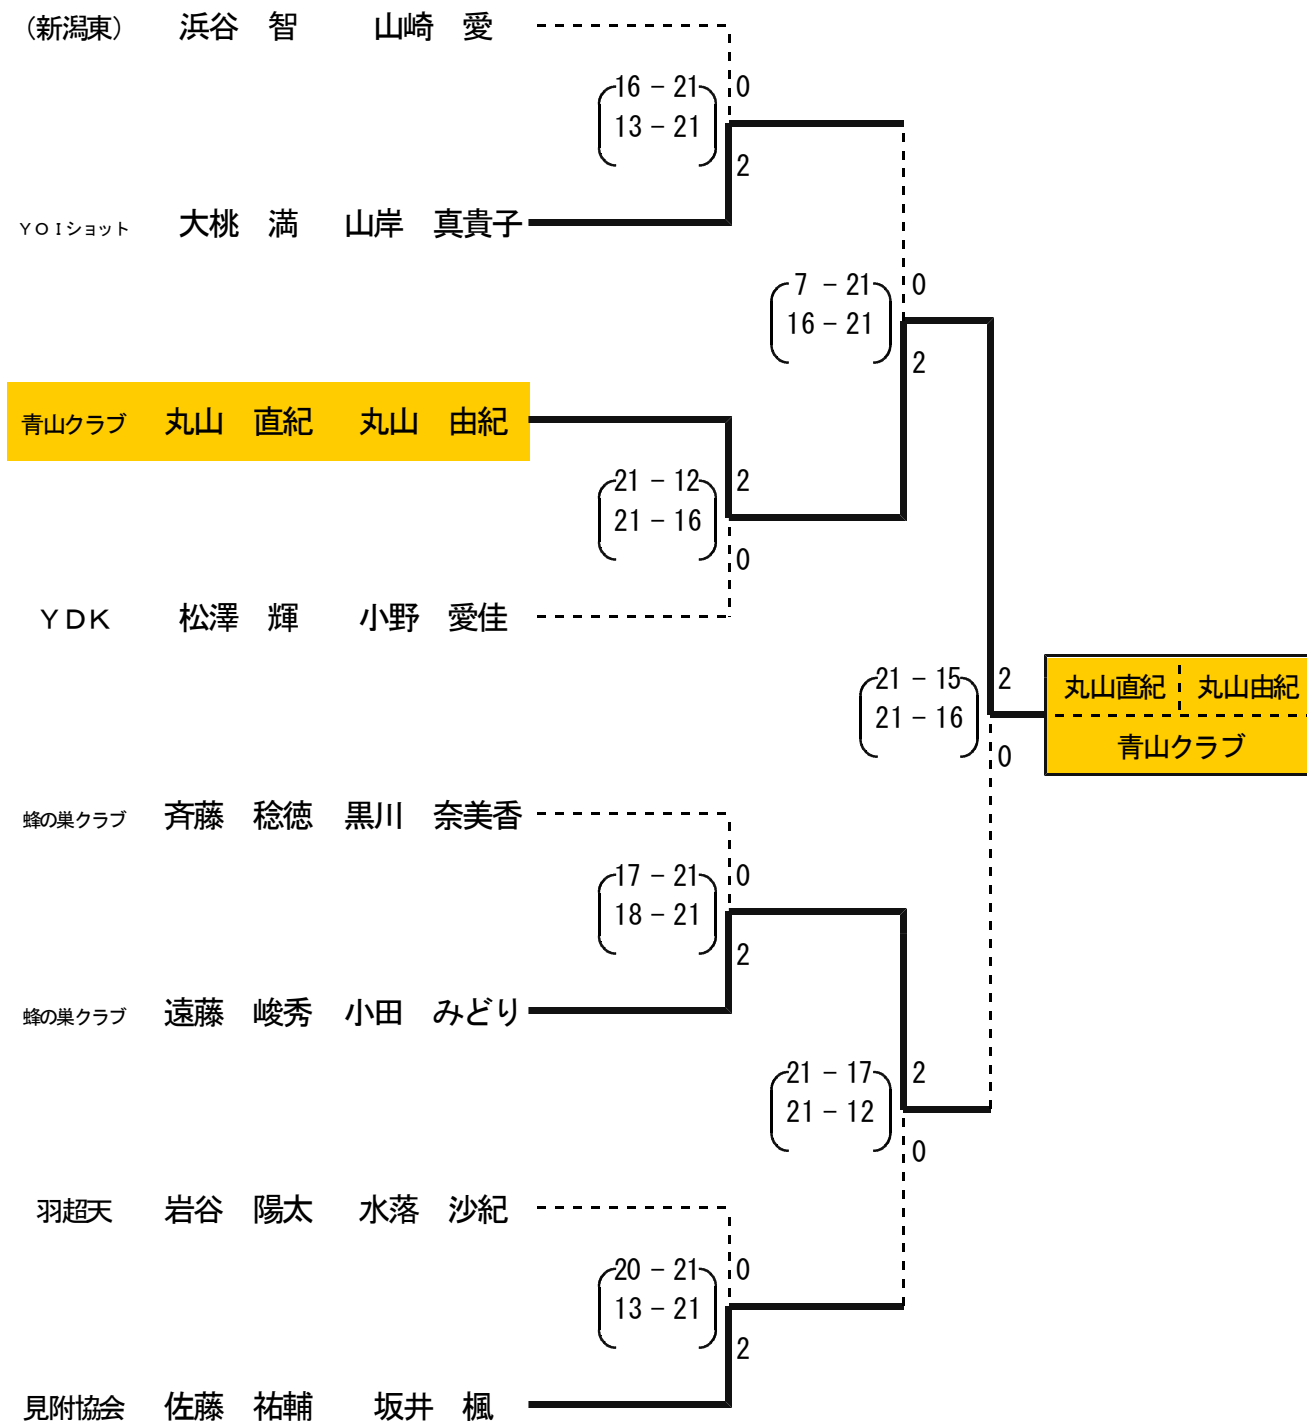 (新潟東) 浜谷 智 山崎 愛
16 - 21 0
13 - 21
2
YOIショット 大桃 満 山岸 真貴子
7 - 21 0
16 - 21
2
青山クラブ 丸山 直紀 丸山 由紀
21 - 12 2
21 - 16
0
YDK 松澤 輝 小野 愛佳
21 - 15 2 丸山直紀 丸山由紀
21 - 16
0 青山クラブ
蜂の巣クラブ 斉藤 稔徳 黒川 奈美香
17 - 21 0
18 - 21
2
蜂の巣クラブ 遠藤 峻秀 小田 みどり
21 - 17 2
21 - 12
0
羽超天 岩谷 陽太 水落 沙紀
20 - 21 0
13 - 21
2
見附協会 佐藤 祐輔 坂井 楓